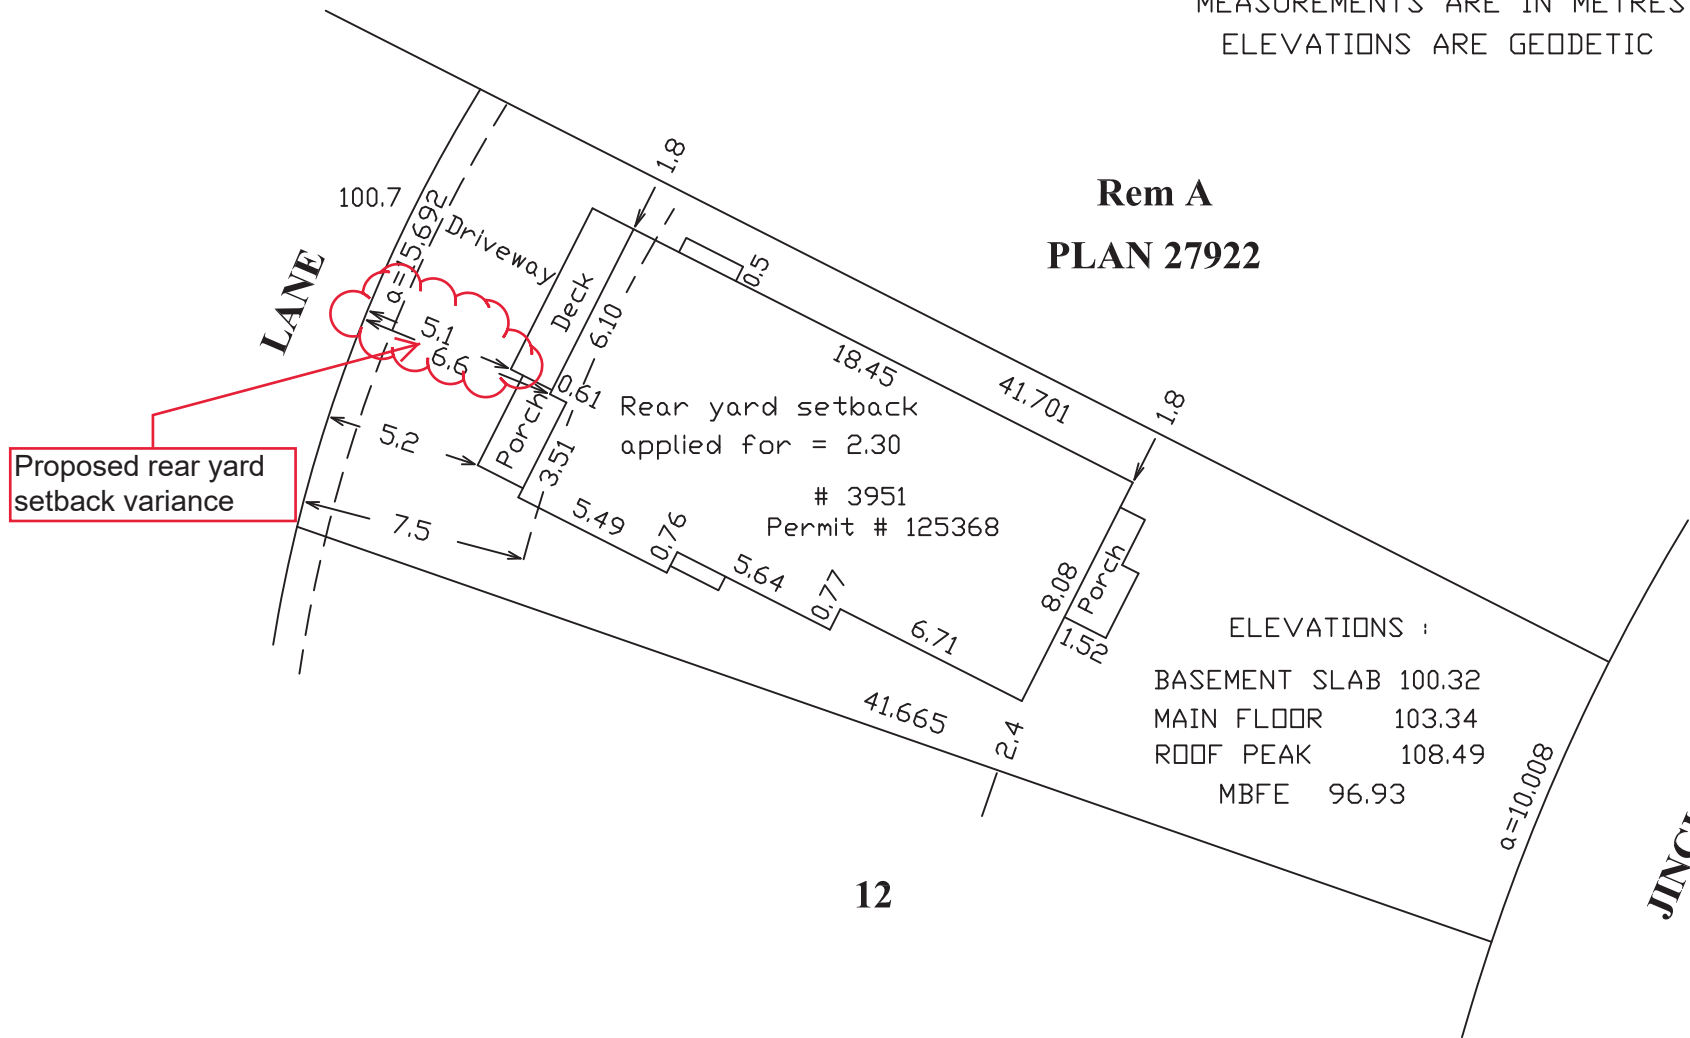 MEASUREMENTS ARE IN METRES
ELEVATIONS ARE GEODETIC
1.8
Rem A
PLAN 27922
100.7
a=15.692
Driveway
LANE
Deck
0.5
6.10
5.1
6.6
18.45
41.701
1.8
0.61
Rear yard setback
applied for = 2.30
Porch
5.2
3.51
Proposed rear yard
setback variance
# 3951
Permit # 125368
7.5
5.49
0.76
5.64
0.77
8.08
Porch
1.52
6.71
ELEVATIONS :
BASEMENT SLAB 100.32
MAIN FLOOR 103.34
ROOF PEAK 108.49
MBFE 96.93
41.665
2.4
a=10.008
12